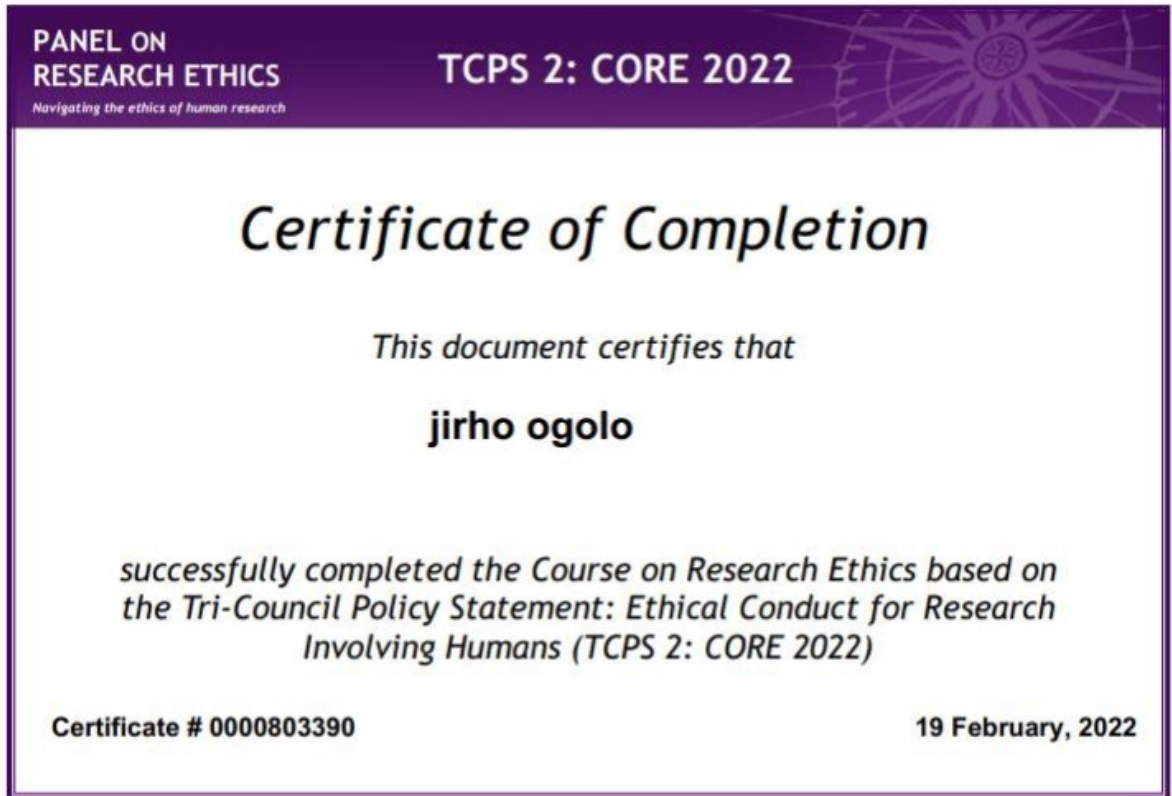 PANEL ON
RESEARCH ETHICS
Navigating the ethics of human research
TCPS 2: CORE 2022
Certificate of Completion
This document certifies that
jirho ogolo
successfully completed the Course on Research Ethics based on
the Tri-Council Policy Statement: Ethical Conduct for Research
Involving Humans (TCPS 2: CORE 2022)
Certificate # 0000803390
19 February, 2022